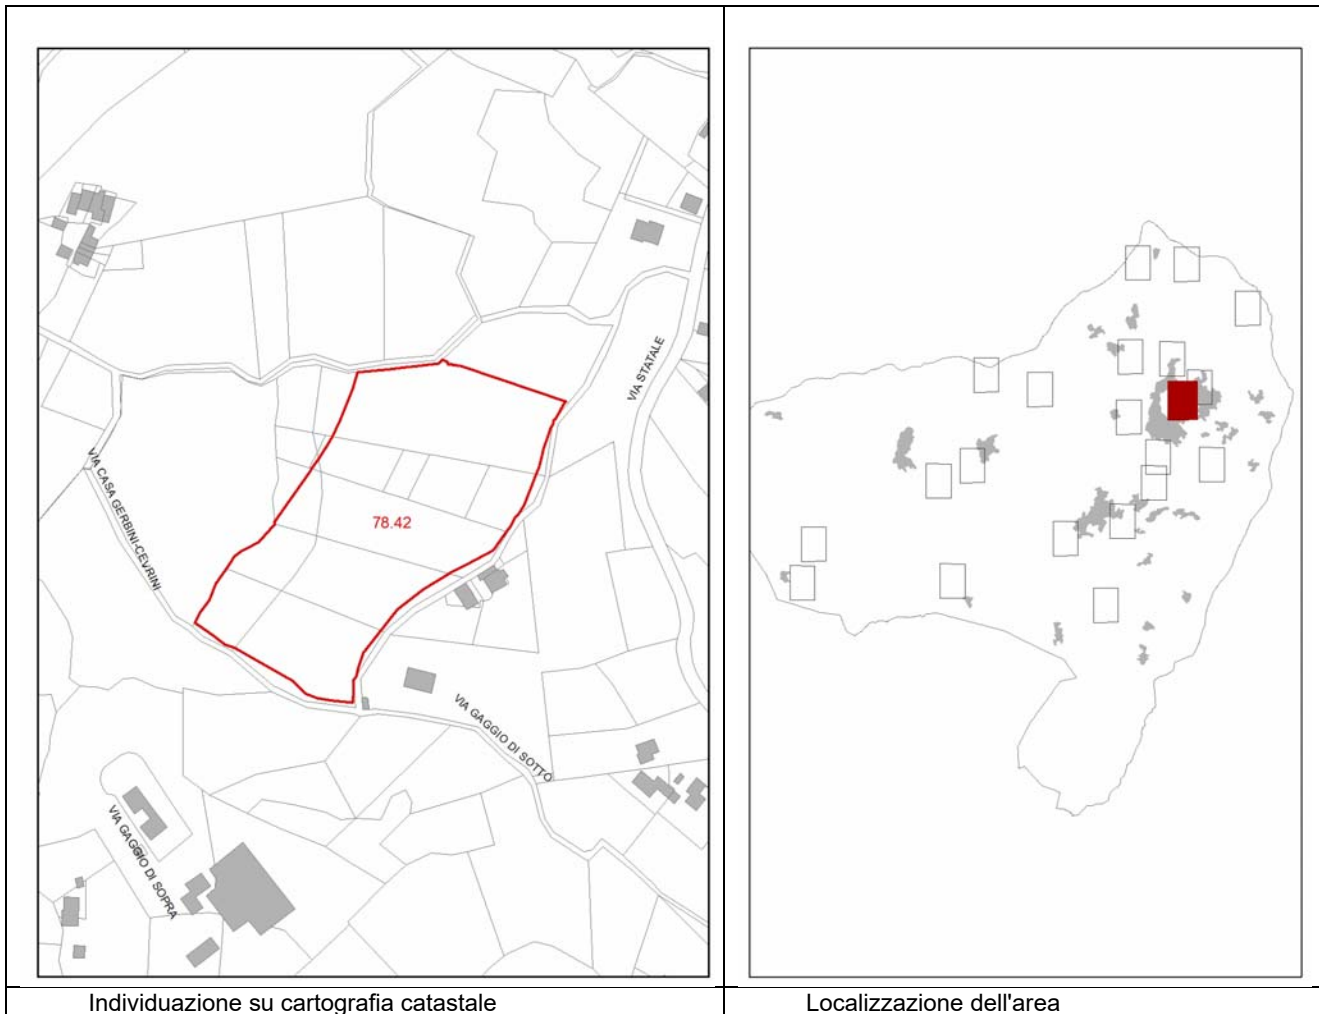 VIA STATALE
VIA CASA GERBINI-CEVRINI
78.42
VIA GAGGIO DI SOTTO
VIA GAGGIO DI SOPRA
Individuazione su cartografia catastale
Localizzazione dell'area